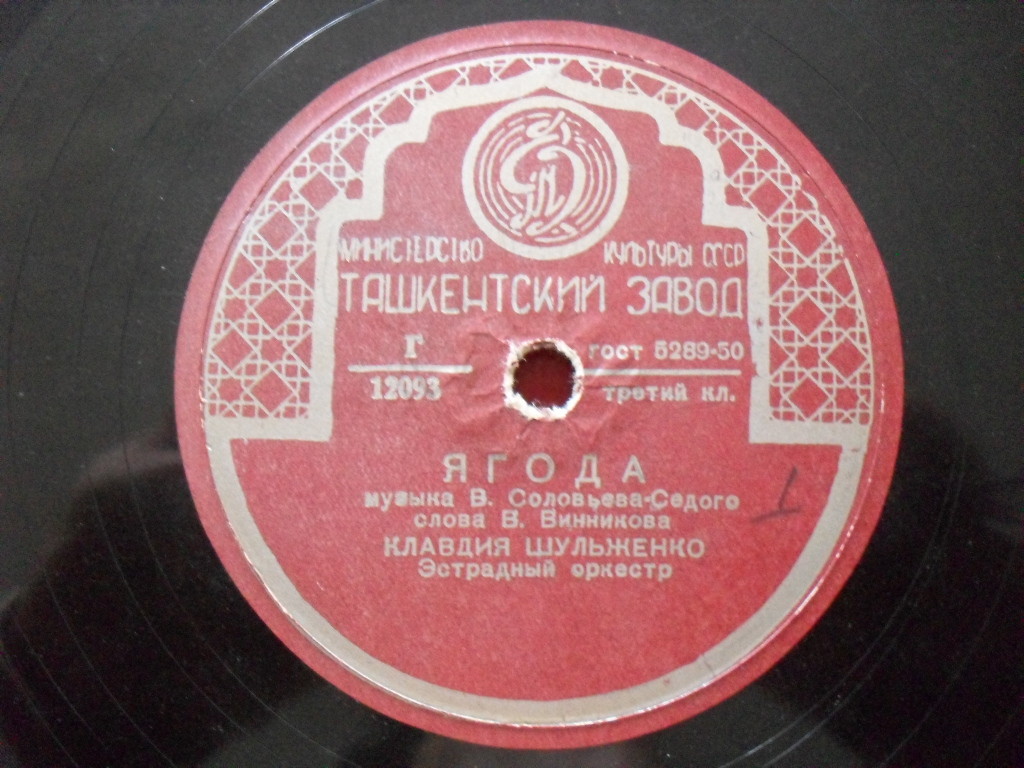 МИНИСТЕРСТВО КУЛЬТУРЫ СССР
ТАШКЕНТСКИЙ ЗАВОД
Г гост 5289-50
12093 третий кл.
ЯГОДА
музыка В. Соловьева-Седого
слова В. Винникова
КЛАВДИЯ ШУЛЬЖЕНКО
Эстрадный оркестр
1